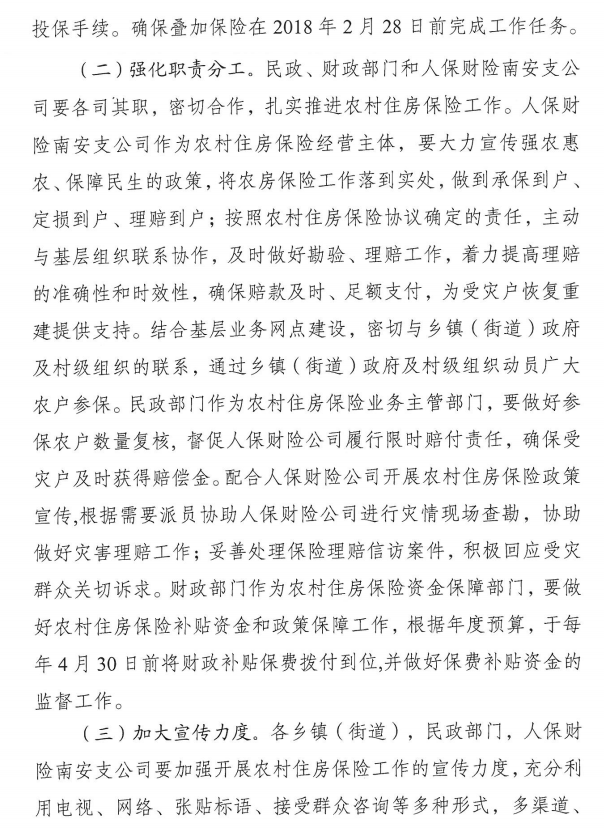 投保手续。确保叠加保险在 2018 年 2 月 28 日前完成工作任务。
（二）强化职责分工。民政、财政部门和人保财险南安支公
司要各司其职，密切合作，扎实推进农村住房保险工作。人保财
险南安支公司作为农村住房保险经营主体，要大力宣传强农惠
农、保障民生的政策，将农房保险工作落到实处，做到承保到户、
定损到户、理赔到户；按照农村住房保险协议确定的责任，主动
与基层组织联系协作，及时做好勘验、理赔工作，着力提高理赔
的准确性和时效性，确保赔款及时、足额支付，为受灾户恢复重
建提供支持。结合基层业务网点建设，密切与乡镇（街道）政府
及村级组织的联系，通过乡镇（街道）政府及村级组织动员广大
农户参保。民政部门作为农村住房保险业务主管部门，要做好参
保农户数量复核，督促人保财险公司履行限时赔付责任，确保受
灾户及时获得赔偿金。配合人保财险公司开展农村住房保险政策
宣传,根据需要派员协助人保财险公司进行灾情现场查勘，协助
做好灾害理赔工作；妥善处理保险理赔信访案件，积极回应受灾
群众关切诉求。财政部门作为农村住房保险资金保障部门，要做
好农村住房保险补贴资金和政策保障工作，根据年度预算，于每
年 4 月 30 日前将财政补贴保费拨付到位,并做好保费补贴资金的
监督工作。
（三）加大宣传力度。各乡镇（街道），民政部门，人保财
险南安支公司要加强开展农村住房保险工作的宣传力度，充分利
用电视、网络、张贴标语、接受群众咨询等多种形式，多渠道、